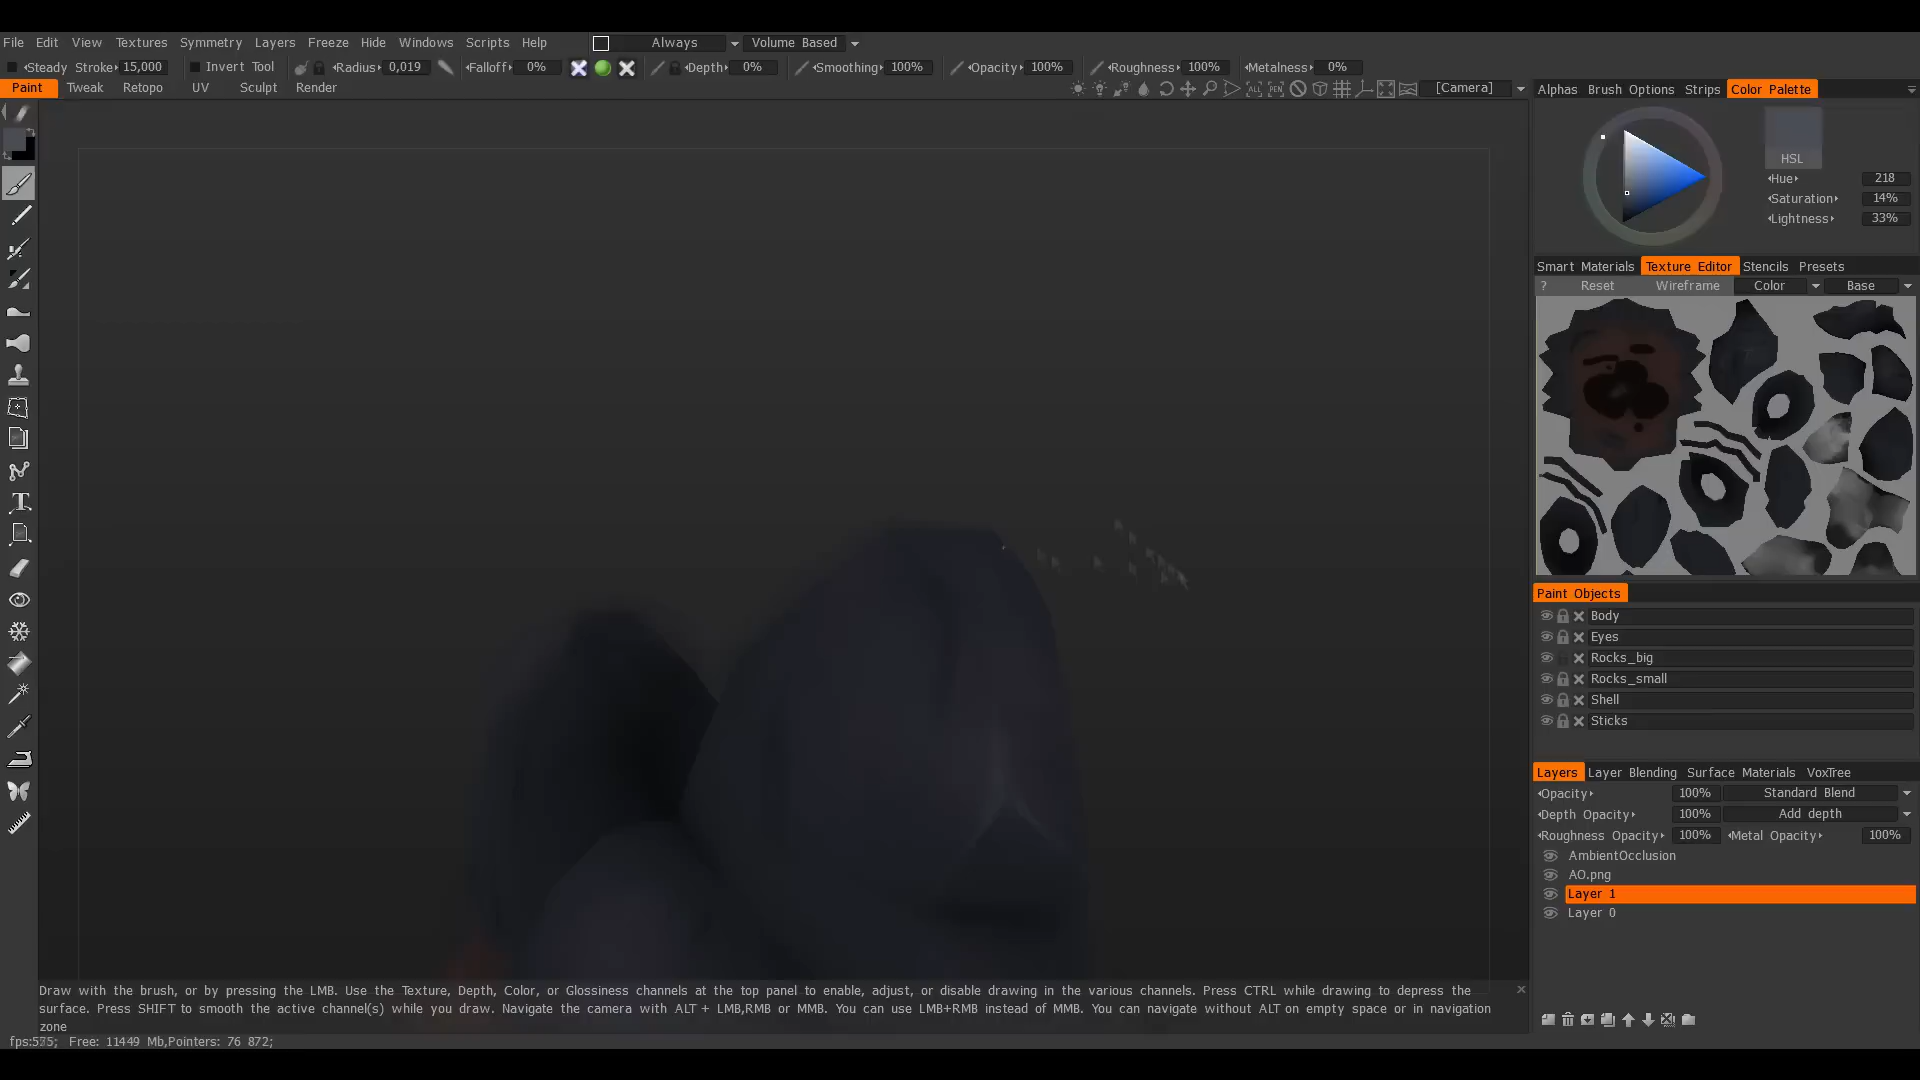 File Edit View Textures Symmetry Layers Freeze Hide Windows Scripts Help Always Volume Based
Steady Stroke 15,000 Invert Tool Radius 0,019 Falloff 0% Depth 0% Smoothing 100% Opacity 100% Roughness 100% Metalness 0%
Paint Tweak Retopo UV Sculpt Render ALL PEN [Camera]
Alphas Brush Options Strips Color Palette
HSL
Hue 218
Saturation 14%
Lightness 33%
Smart Materials Texture Editor Stencils Presets
? Reset Wireframe Color Base
Paint Objects
Body
Eyes
Rocks_big
Rocks_small
Shell
Sticks
Layers Layer Blending Surface Materials VoxTree
Opacity 100% Standard Blend
Depth Opacity 100% Add depth
Roughness Opacity 100% Metal Opacity 100%
AmbientOcclusion
AO.png
Layer 1
Layer 0
Draw with the brush, or by pressing the LMB. Use the Texture, Depth, Color, or Glossiness channels at the top panel to enable, adjust, or disable drawing in the various channels. Press CTRL while drawing to depress the
surface. Press SHIFT to smooth the active channel(s) while you draw. Navigate the camera with ALT + LMB,RMB or MMB. You can use LMB+RMB instead of MMB. You can navigate without ALT on empty space or in navigation
zone
fps:575; Free: 11449 Mb,Pointers: 76 872;